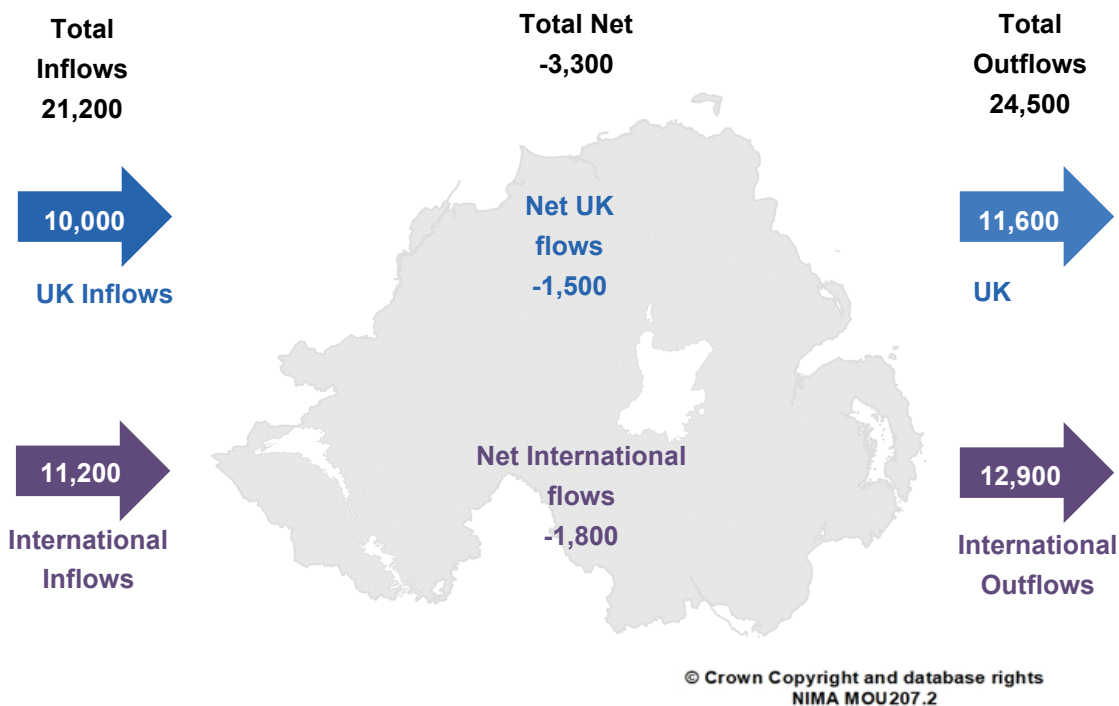 Total
Inflows
21,200
Total Net
-3,300
Total
Outflows
24,500
10,000
UK Inflows
Net UK
flows
-1,500
11,600
UK
11,200
International
Inflows
Net International
flows
-1,800
12,900
International
Outflows
© Crown Copyright and database rights
NIMA MOU207.2